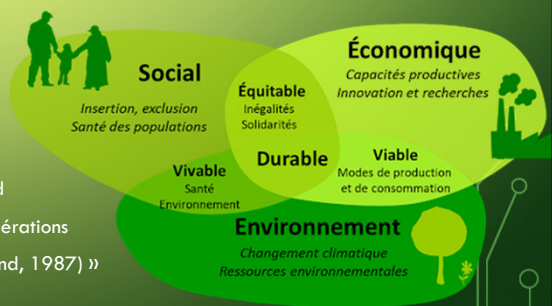 Social
Insertion, exclusion
Santé des populations
Économique
Capacités productives
Innovation et recherches
Équitable
Inégalités
Solidarités
Durable
Vivable
Santé
Environnement
Viable
Modes de production
et de consommation
Environnement
Changement climatique
Ressources environnementales
d
érations
nd, 1987) »